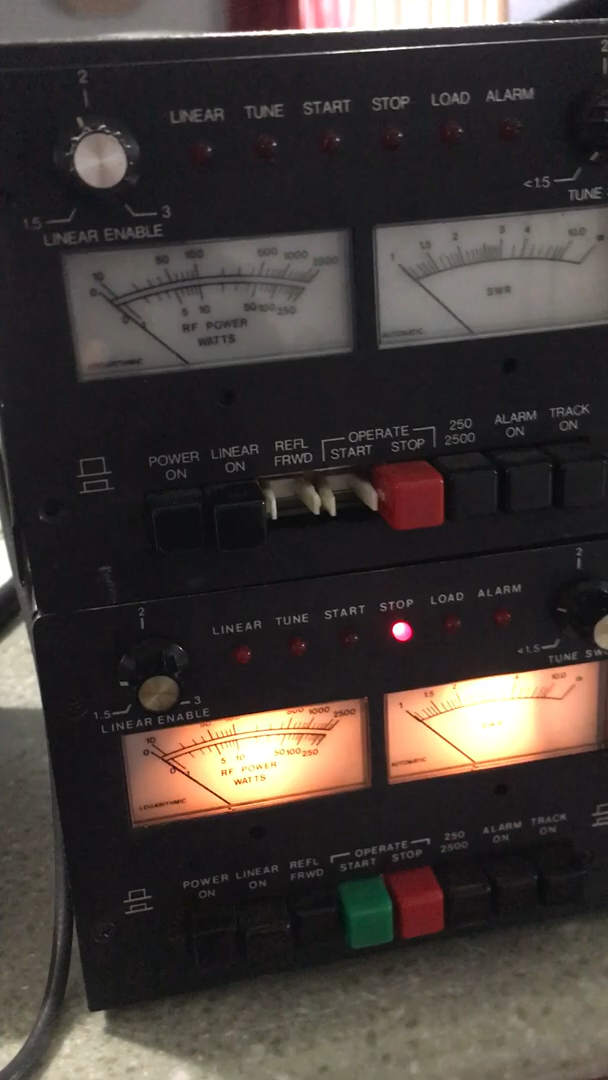 2
LINEAR TUNE START STOP LOAD ALARM
1.5 3
LINEAR ENABLE
<1.5
TUNE
0 10 50 100 500 1000 2500
0 5 10 50 100 250
RF POWER
WATTS
LOGARITHMIC
1 1.5 2 3 4 10.0 ∞
SWR
AUTOMATIC
POWER ON
LINEAR ON
REFL FRWD
OPERATE
START STOP
250 2500
ALARM ON
TRACK ON
2
LINEAR TUNE START STOP LOAD ALARM
2
1.5 3
LINEAR ENABLE
<1.5
TUNE SW
0 10 500 1000 2500
0 5 10 50 100 250
RF POWER
WATTS
LOGARITHMIC
1 1.5 2 4 10.0 ∞
AUTOMATIC
POWER ON
LINEAR ON
REFL FRWD
OPERATE
START STOP
250 2500
ALARM ON
TRACK ON